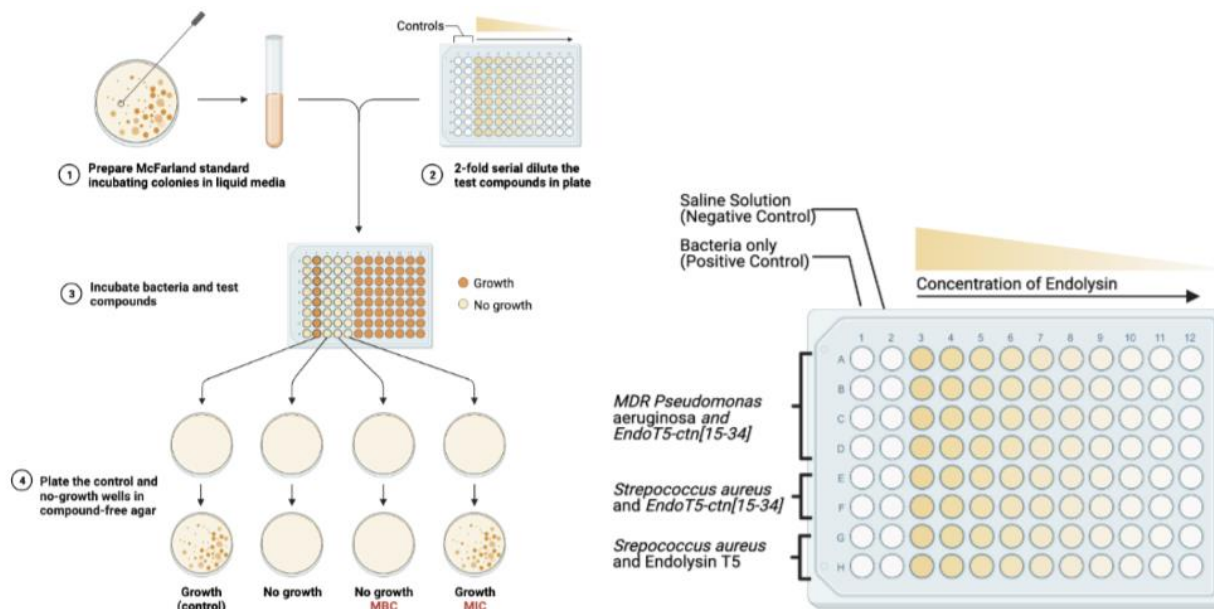 Controls
1 Prepare McFarland standard
incubating colonies in liquid media
2 2-fold serial dilute the
test compounds in plate
3 Incubate bacteria and test
compounds
Growth
No growth
4 Plate the control and
no-growth wells in
compound-free agar
Growth
(control)
No growth
No growth
MBC
Growth
MIC
Saline Solution
(Negative Control)
Bacteria only
(Positive Control)
Concentration of Endolysin
1 2 3 4 5 6 7 8 9 10 11 12
A
B
C
D
E
F
G
H
MDR Pseudomonas
aeruginosa and
EndoT5-ctn[15-34]
Strepococcus aureus
and EndoT5-ctn[15-34]
Srepococcus aureus
and Endolysin T5